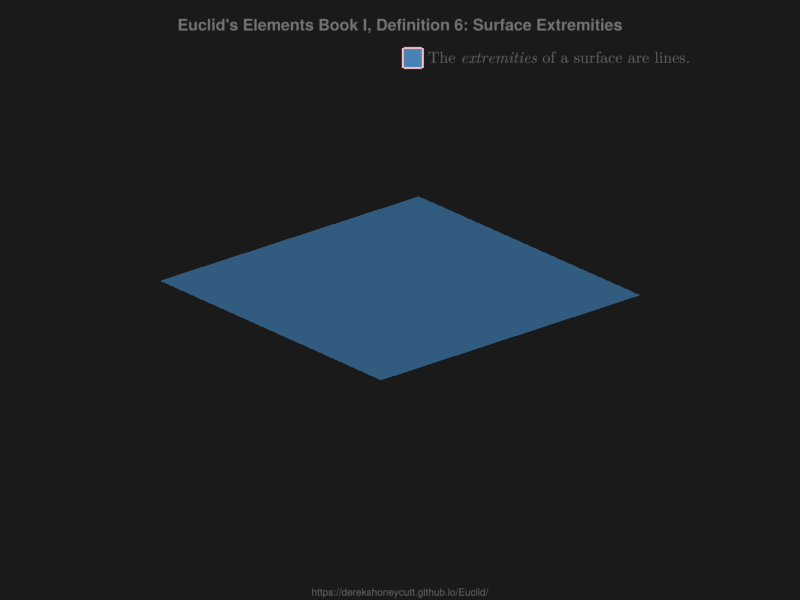 Euclid's Elements Book I, Definition 6: Surface Extremities
The extremities of a surface are lines.
https://derekshoneycutt.github.io/Euclid/